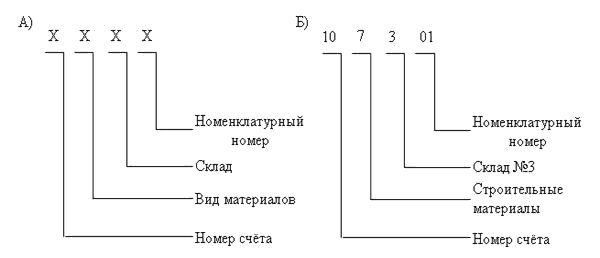 А)
X X X X
Номенклатурный
номер
Склад
Вид материалов
Номер счёта
Б)
10 7 3 01
Номенклатурный
номер
Склад №3
Строительные
материалы
Номер счёта